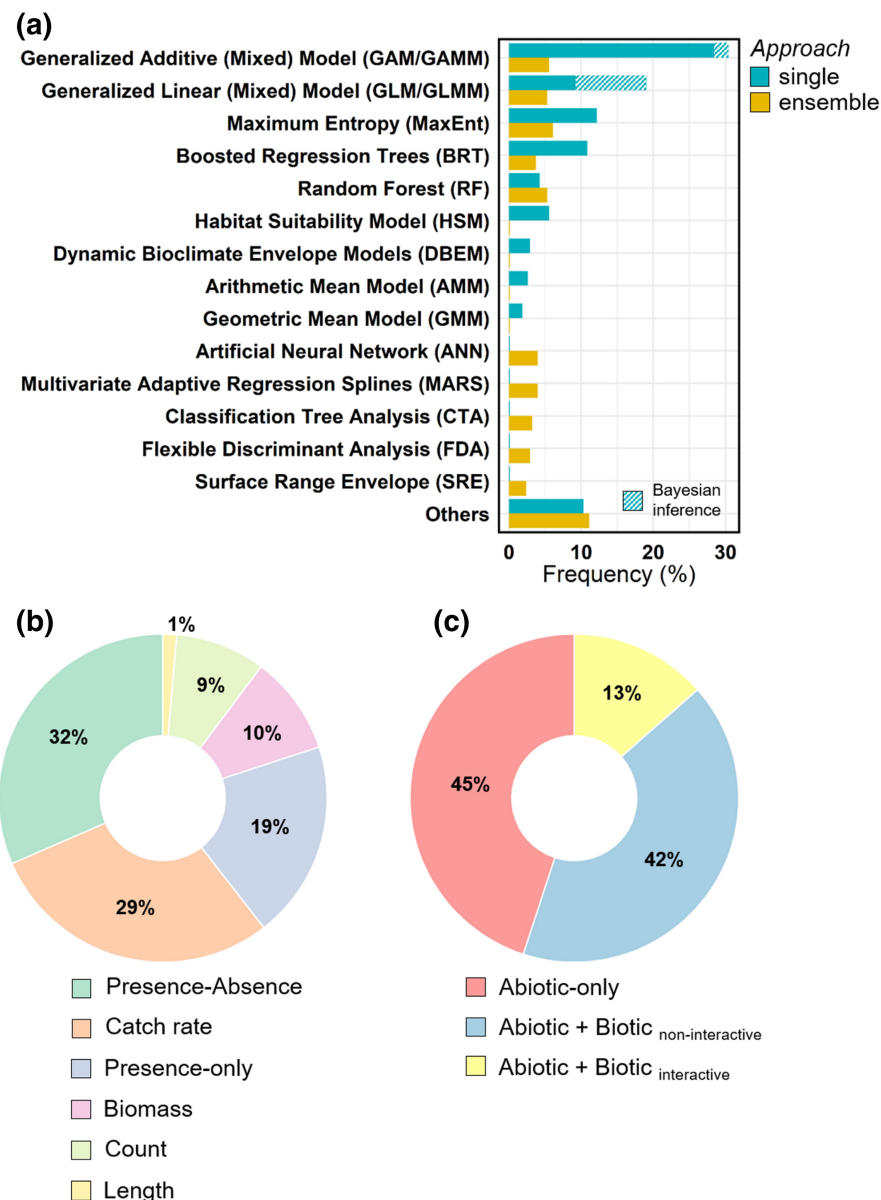 (a)
Generalized Additive (Mixed) Model (GAM/GAMM)
Generalized Linear (Mixed) Model (GLM/GLMM)
Maximum Entropy (MaxEnt)
Boosted Regression Trees (BRT)
Random Forest (RF)
Habitat Suitability Model (HSM)
Dynamic Bioclimate Envelope Models (DBEM)
Arithmetic Mean Model (AMM)
Geometric Mean Model (GMM)
Artificial Neural Network (ANN)
Multivariate Adaptive Regression Splines (MARS)
Classification Tree Analysis (CTA)
Flexible Discriminant Analysis (FDA)
Surface Range Envelope (SRE)
Others
Approach
single
ensemble
Bayesian
inference
0 10 20 30
Frequency (%)
(b)
1%
9%
10%
19%
29%
32%
Presence-Absence
Catch rate
Presence-only
Biomass
Count
Length
(c)
13%
42%
45%
Abiotic-only
Abiotic + Biotic non-interactive
Abiotic + Biotic interactive